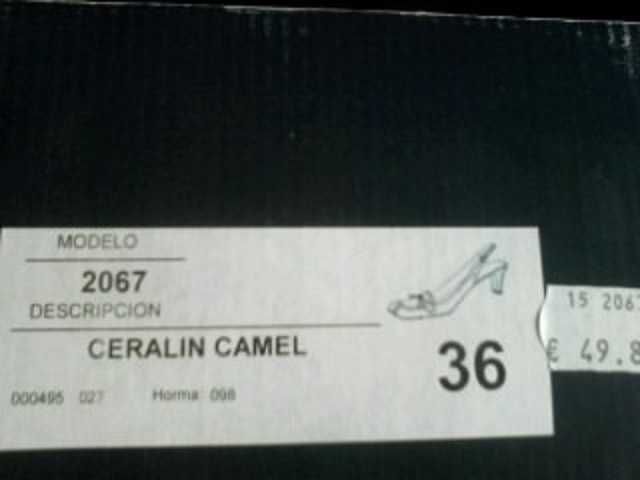 MODELO
2067
DESCRIPCION
CERALIN CAMEL
36
000495 027 Horma 098
15 206
€ 49.8